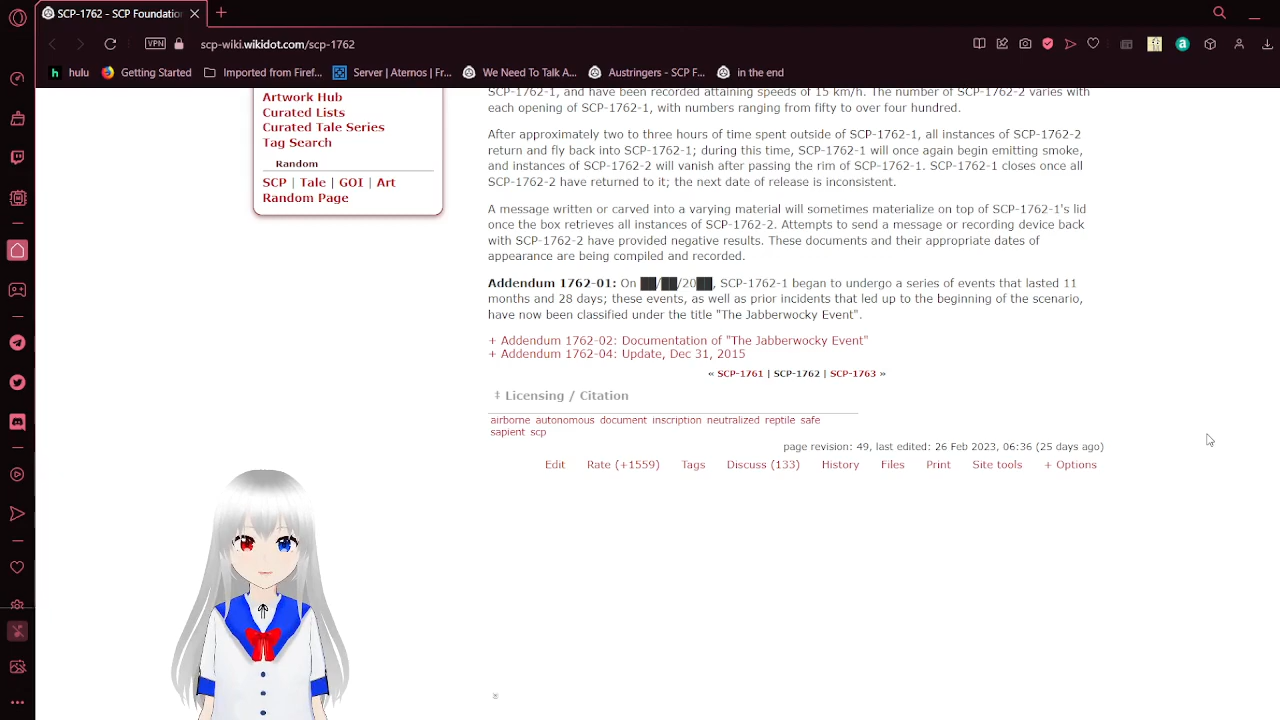 SCP-1762 - SCP Foundation
VPN
scp-wiki.wikidot.com/scp-1762
h hulu
Getting Started
Imported from Firef...
Server | Aternos | Fr...
We Need To Talk A...
Austringers - SCP F...
in the end
Artwork Hub
Curated Lists
Curated Tale Series
Tag Search
Random
SCP | Tale | GOI | Art
Random Page
SCP-1762-1, and have been recorded attaining speeds of 15 km/h. The number of SCP-1762-2 varies with
each opening of SCP-1762-1, with numbers ranging from fifty to over four hundred.
After approximately two to three hours of time spent outside of SCP-1762-1, all instances of SCP-1762-2
return and fly back into SCP-1762-1; during this time, SCP-1762-1 will once again begin emitting smoke,
and instances of SCP-1762-2 will vanish after passing the rim of SCP-1762-1. SCP-1762-1 closes once all
SCP-1762-2 have returned to it; the next date of release is inconsistent.
A message written or carved into a varying material will sometimes materialize on top of SCP-1762-1's lid
once the box retrieves all instances of SCP-1762-2. Attempts to send a message or recording device back
with SCP-1762-2 have provided negative results. These documents and their appropriate dates of
appearance are being compiled and recorded.
Addendum 1762-01: On ██/██/20██, SCP-1762-1 began to undergo a series of events that lasted 11
months and 28 days; these events, as well as prior incidents that led up to the beginning of the scenario,
have now been classified under the title "The Jabberwocky Event".
+ Addendum 1762-02: Documentation of "The Jabberwocky Event"
+ Addendum 1762-04: Update, Dec 31, 2015
« SCP-1761 | SCP-1762 | SCP-1763 »
‡ Licensing / Citation
airborne autonomous document inscription neutralized reptile safe
sapient scp
page revision: 49, last edited: 26 Feb 2023, 06:36 (25 days ago)
Edit Rate (+1559) Tags Discuss (133) History Files Print Site tools + Options